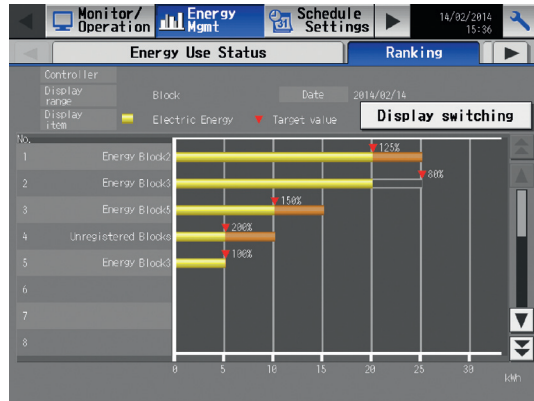 Monitor/ Operation
Energy Mgmt
Schedule Settings
14/02/2014 15:36
Energy Use Status
Ranking
Controller
Display range
Block
Date
2014/02/14
Display item
Electric Energy
Target value
Display switching
No.
1 Energy Block2 125%
2 Energy Block3 80%
3 Energy Block5 150%
4 Unregistered Blocks 200%
5 Energy Block3 100%
6
7
8
0 5 10 15 20 25 30
kWh